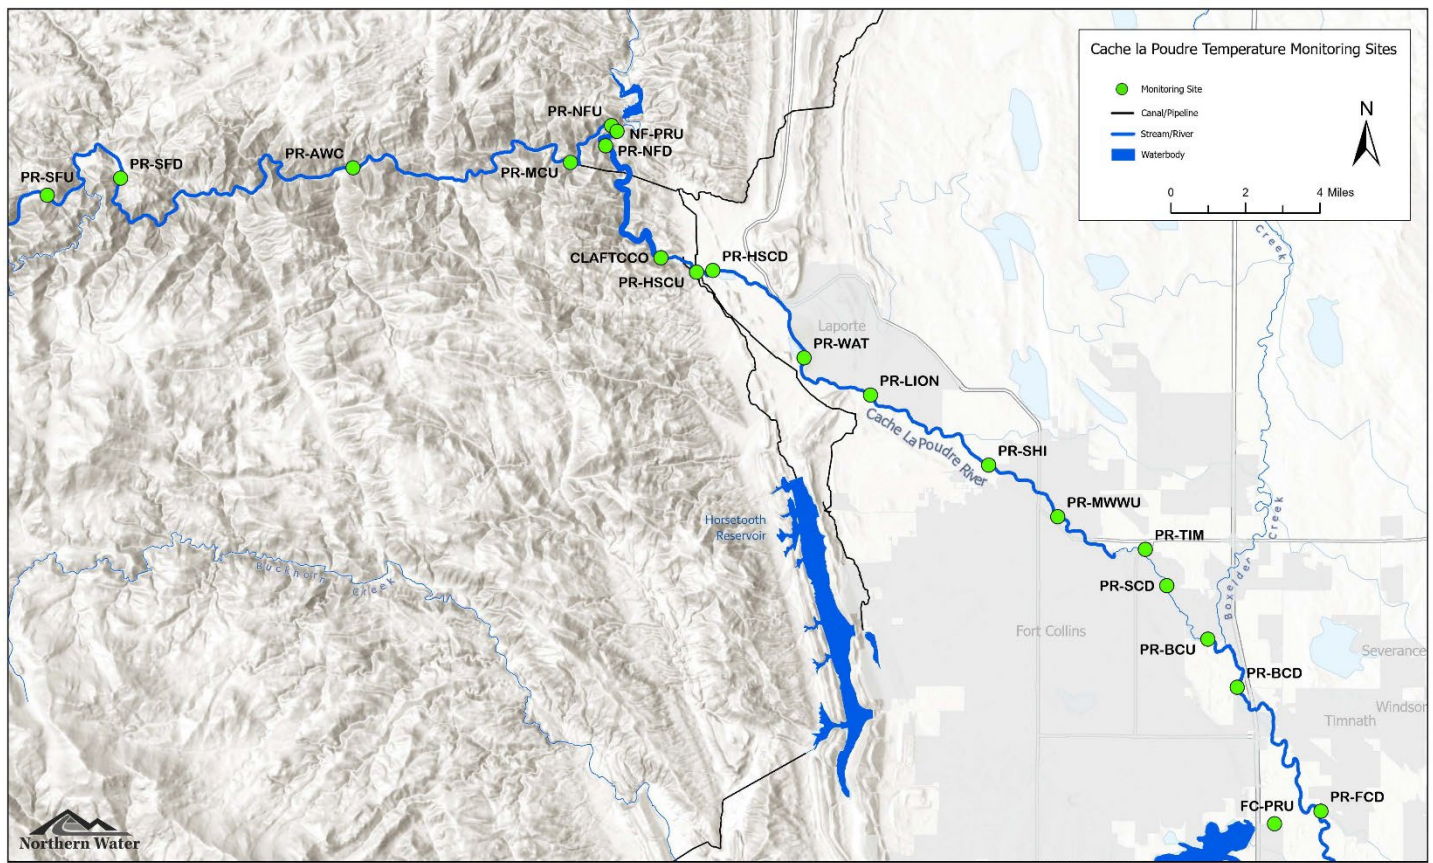 Cache la Poudre Temperature Monitoring Sites
Monitoring Site
Canal/Pipeline
Stream/River
Waterbody
N
0 2 4 Miles
PR-NFU
NF-PRU
PR-NFD
PR-AWC
PR-SFD
PR-MCU
PR-SFU
Creek
CLAFTCCO
PR-HSCD
PR-HSCU
Laporte
PR-WAT
PR-LION
Cache La Poudre River
PR-SHI
PR-MWWU
Horsetooth
Reservoir
PR-TIM
Buckhorn Creek
Boxelder Creek
PR-SCD
Fort Collins
PR-BCU
Severance
PR-BCD
Windsor
Timnath
PR-FCD
FC-PRU
Northern Water